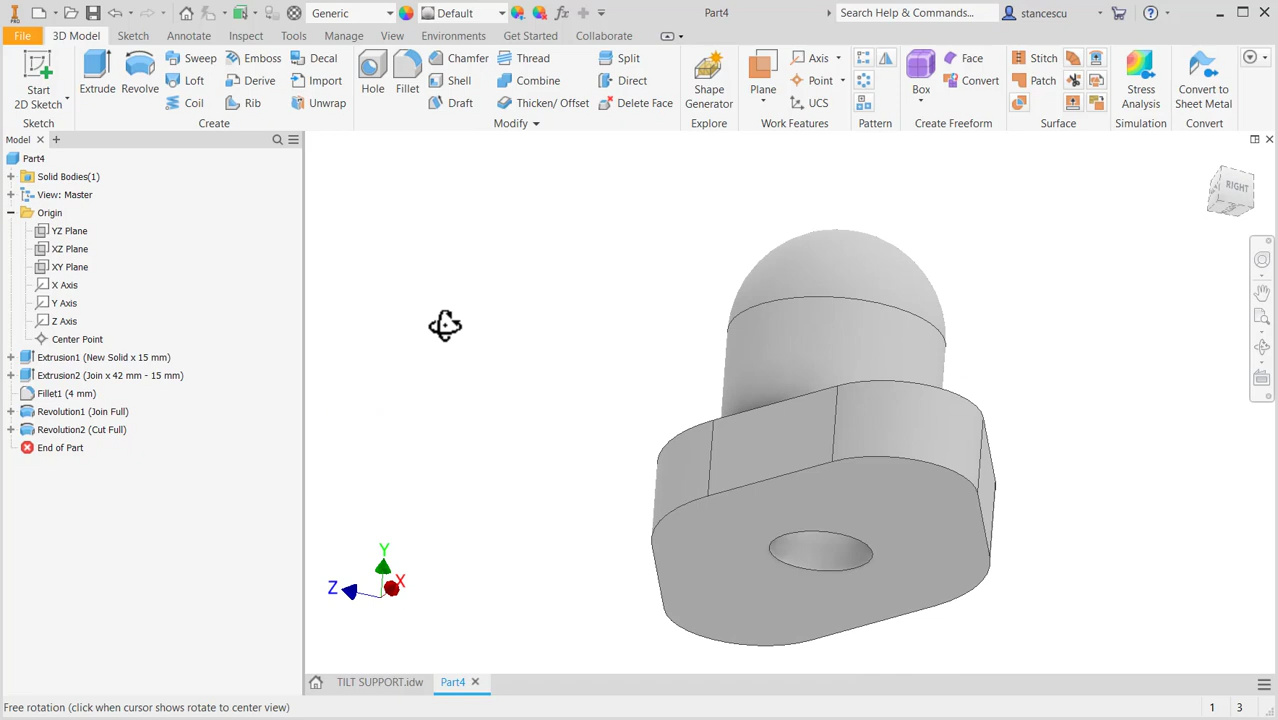 PRO
Generic
Default
Part4
Search Help & Commands...
stancescu
File
3D Model
Sketch
Annotate
Inspect
Tools
Manage
View
Environments
Get Started
Collaborate
Start
2D Sketch
Extrude
Revolve
Sweep
Loft
Coil
Emboss
Derive
Rib
Decal
Import
Unwrap
Hole
Fillet
Chamfer
Shell
Draft
Thread
Combine
Thicken/ Offset
Split
Direct
Delete Face
Shape
Generator
Plane
Axis
Point
UCS
Box
Face
Convert
Stitch
Patch
Stress
Analysis
Convert to
Sheet Metal
Sketch
Create
Modify
Explore
Work Features
Pattern
Create Freeform
Surface
Simulation
Convert
Model
Part4
Solid Bodies(1)
View: Master
Origin
YZ Plane
XZ Plane
XY Plane
X Axis
Y Axis
Z Axis
Center Point
Extrusion1 (New Solid x 15 mm)
Extrusion2 (Join x 42 mm - 15 mm)
Fillet1 (4 mm)
Revolution1 (Join Full)
Revolution2 (Cut Full)
End of Part
RIGHT
Y
Z
X
TILT SUPPORT.idw
Part4
Free rotation (click when cursor shows rotate to center view)
1
3